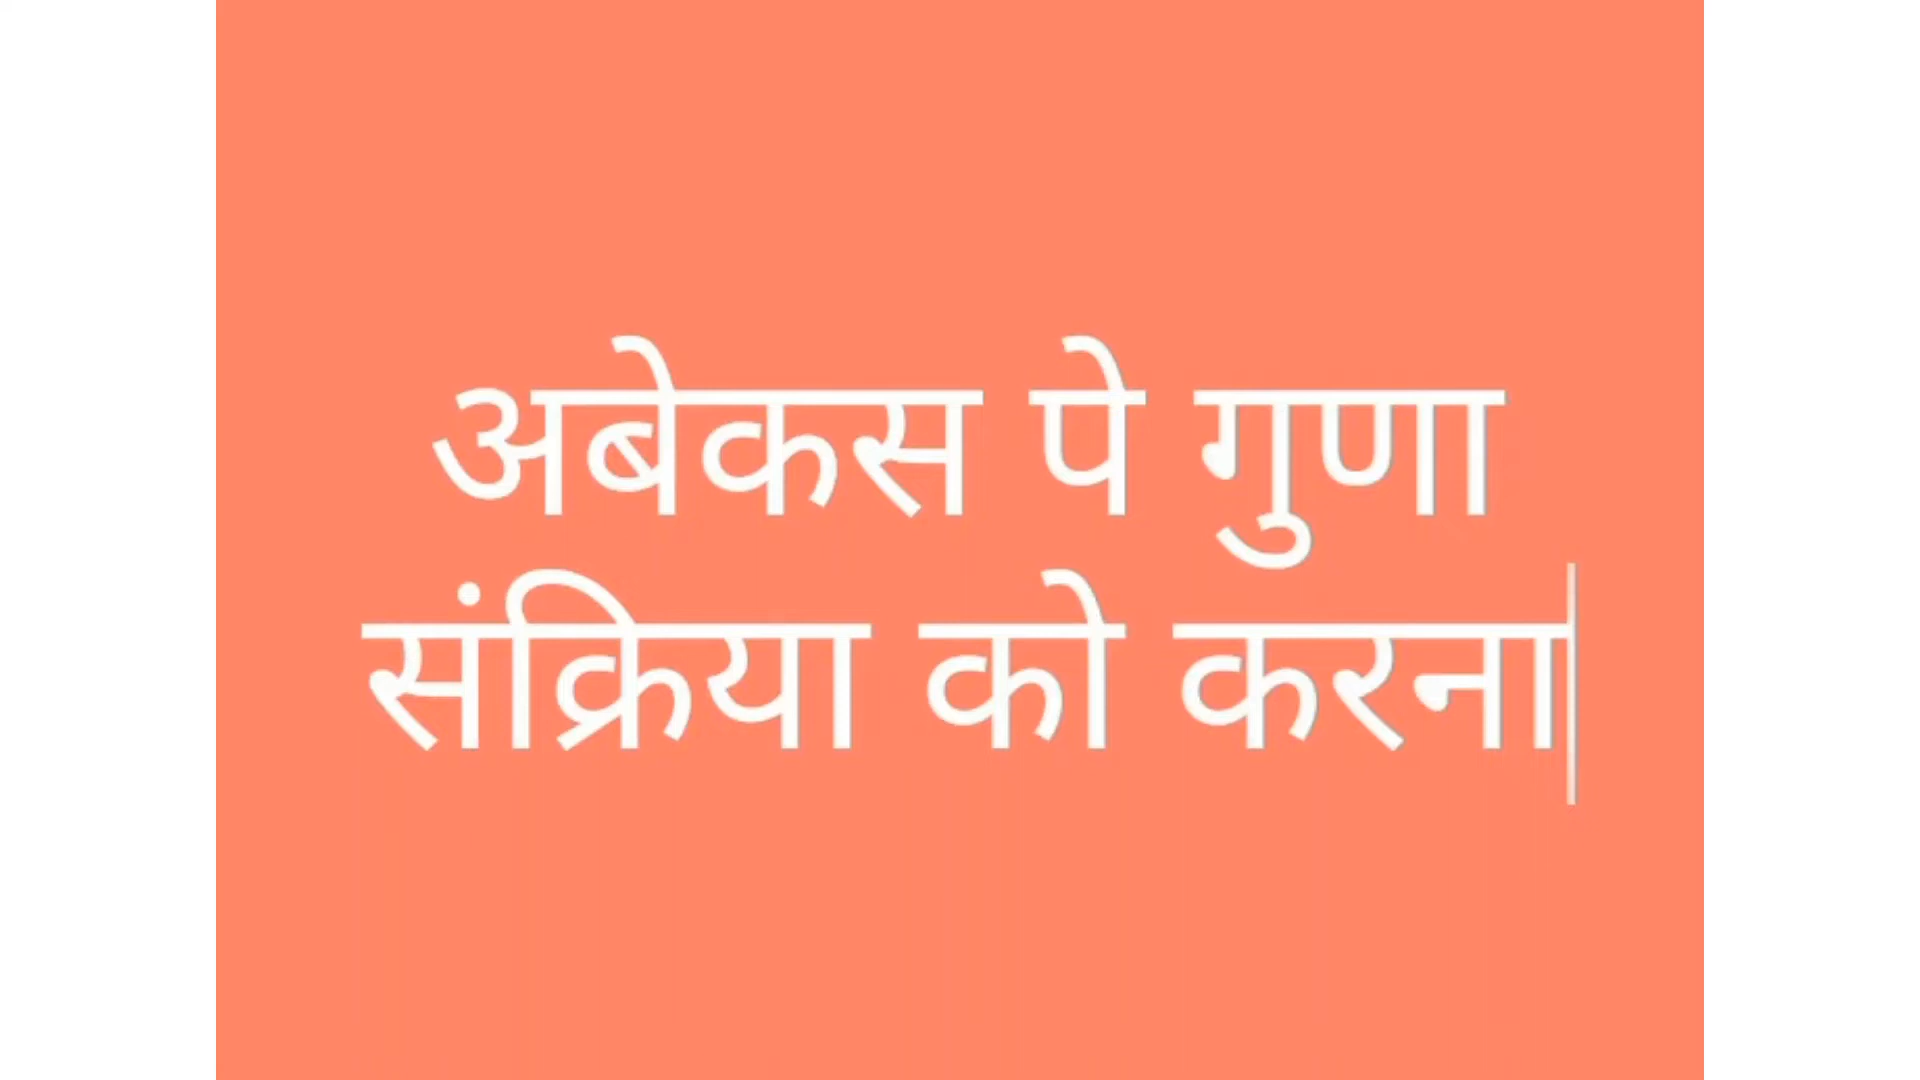 अबेकस पे गुणा
संक्रिया को करना